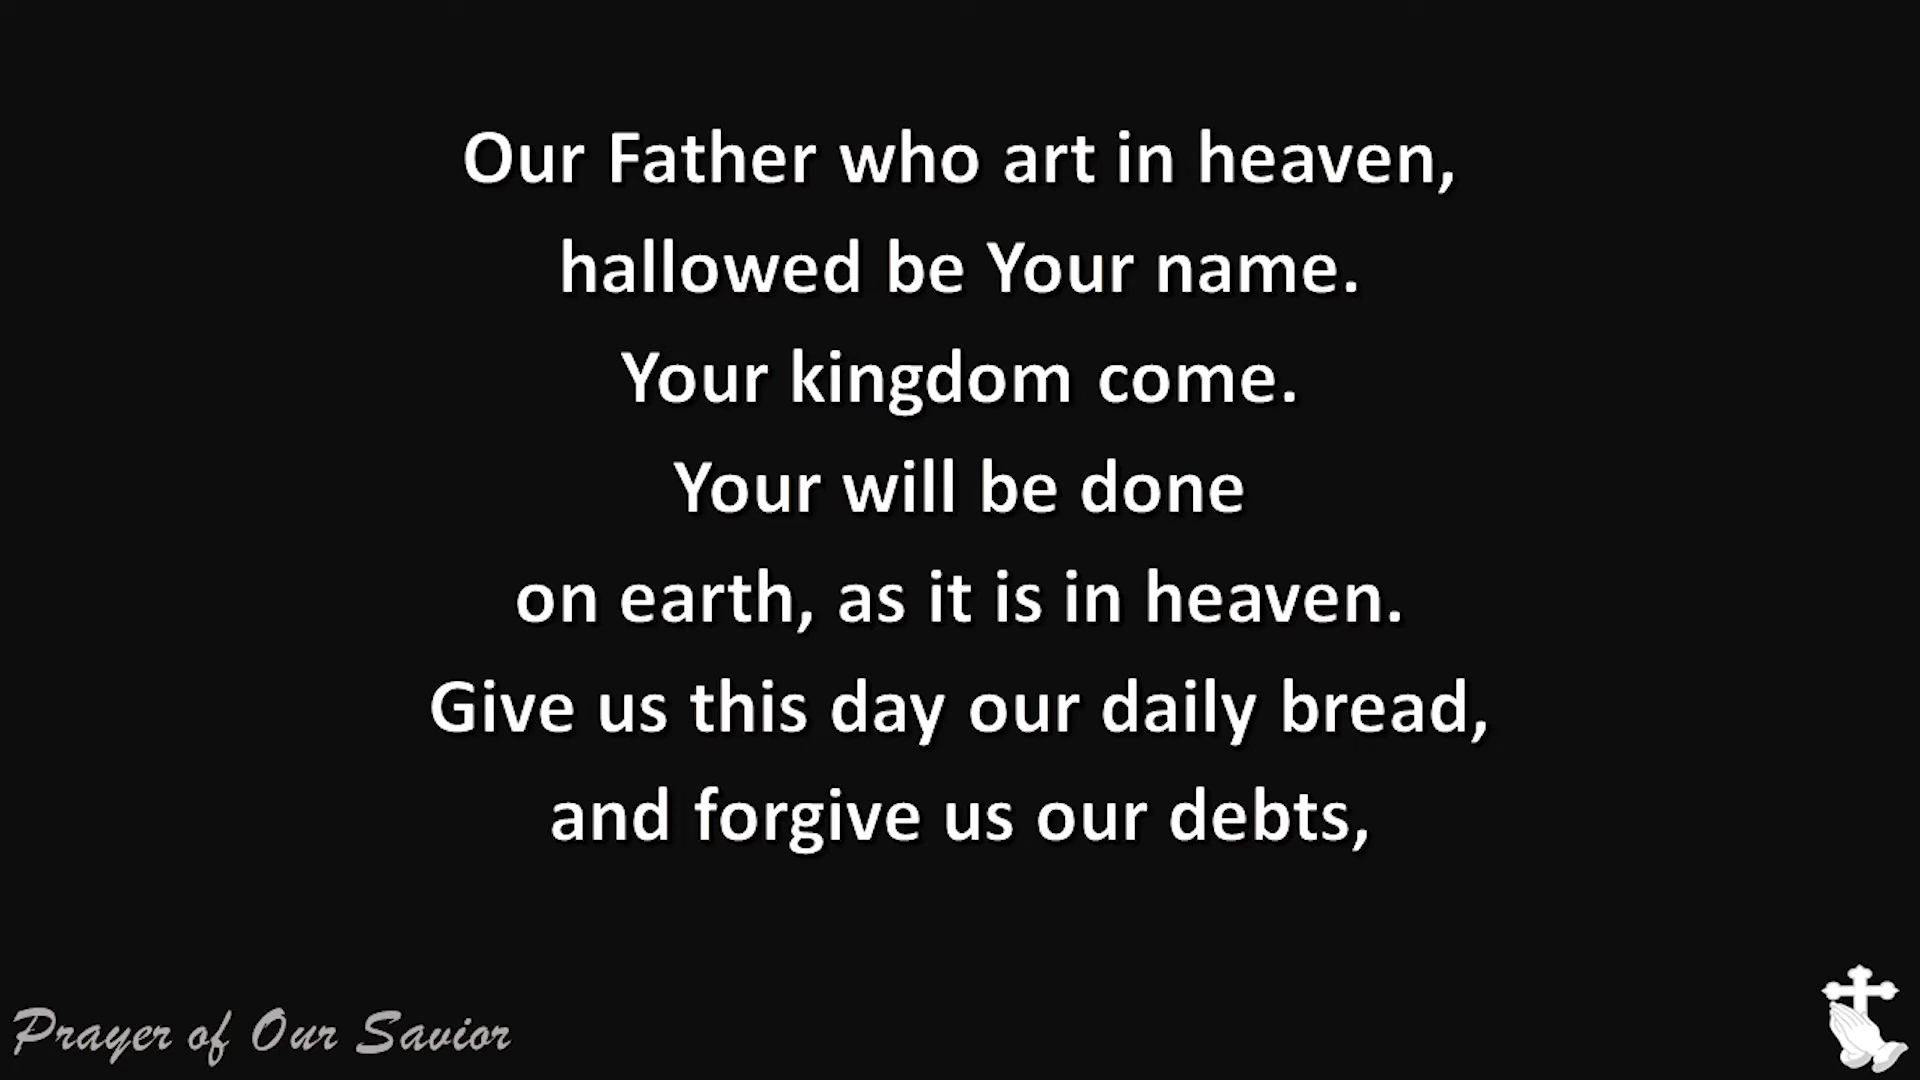 Our Father who art in heaven,
hallowed be Your name.
Your kingdom come.
Your will be done
on earth, as it is in heaven.
Give us this day our daily bread,
and forgive us our debts,
Prayer of Our Savior